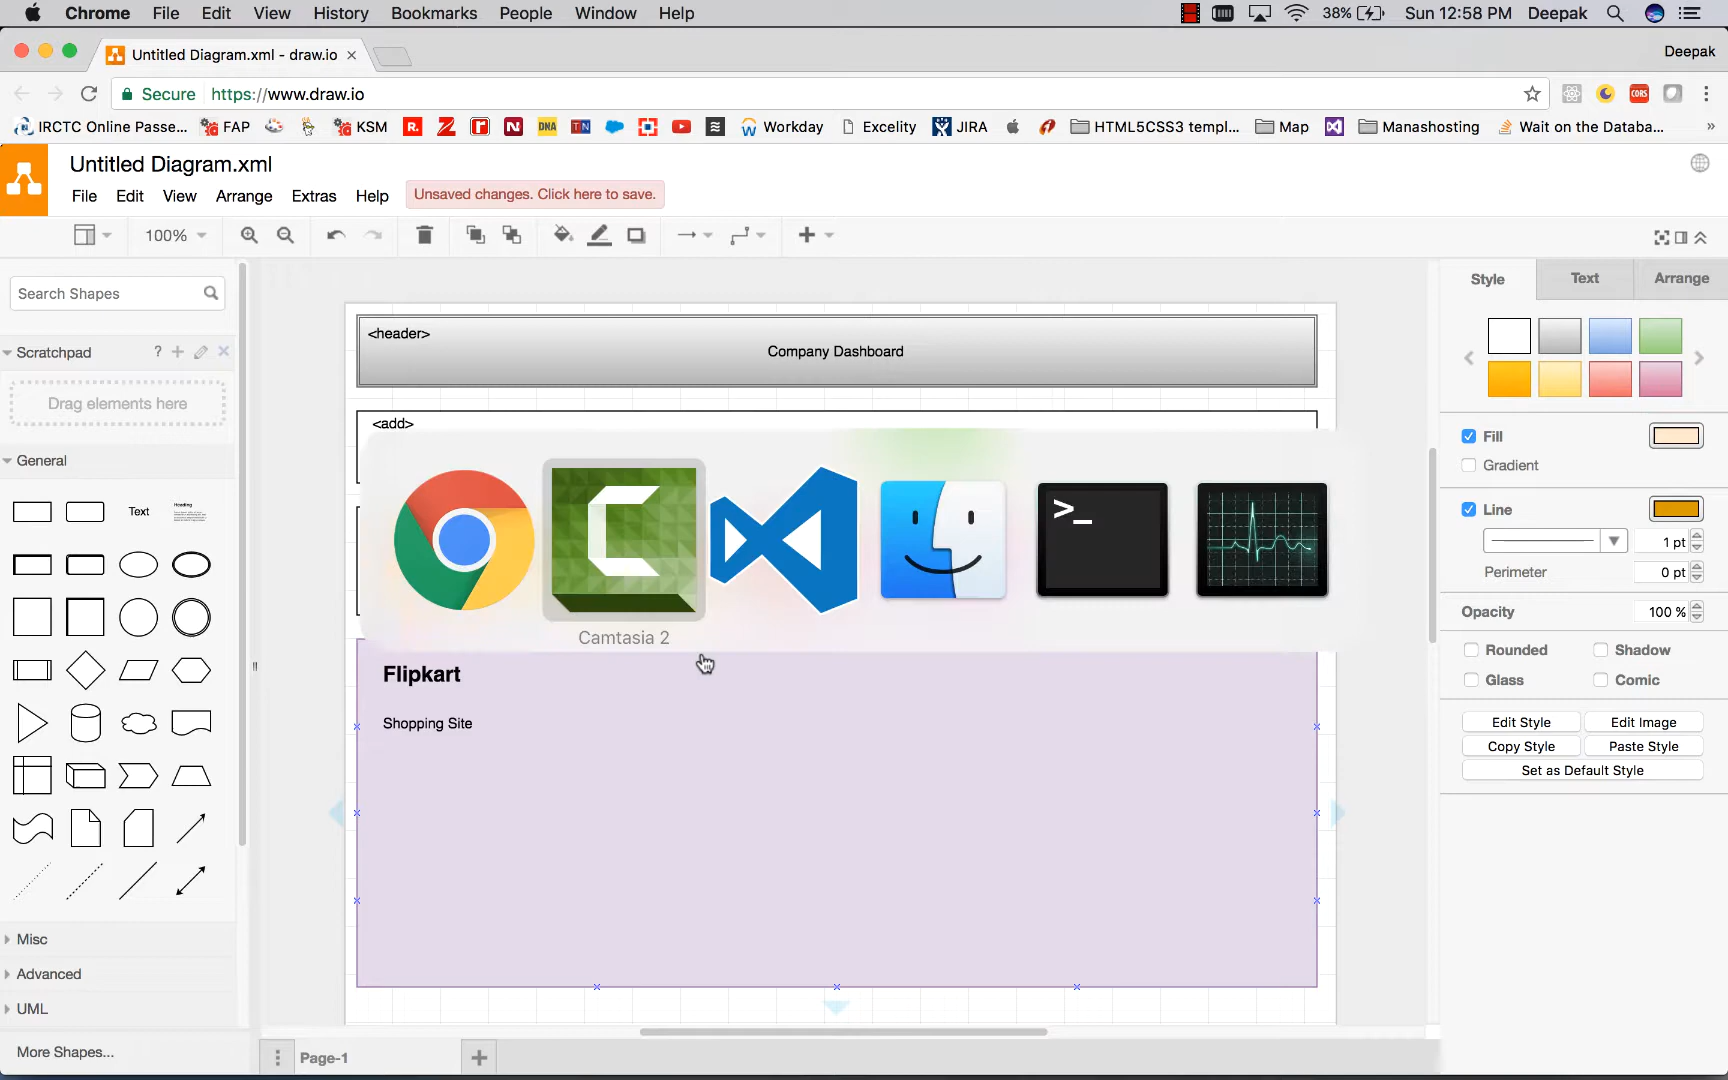 Chrome File Edit View History Bookmarks People Window Help 38% Sun 12:58 PM Deepak
Untitled Diagram.xml - draw.io × Deepak
Secure https://www.draw.io CORS
IRCTC Online Passe... FAP KSM R. Z DNA TN Workday Excelity JIRA HTML5CSS3 templ... Map Manashosting Wait on the Databa... »
Untitled Diagram.xml
File Edit View Arrange Extras Help Unsaved changes. Click here to save.
100%
Search Shapes
Style Text Arrange
<header>
Company Dashboard
Scratchpad ?
Drag elements here
<add>
Fill
General
Gradient
Text Heading
Line
1 pt
>_
Perimeter 0 pt
Opacity 100 %
Camtasia 2
Rounded Shadow
Flipkart
Glass Comic
Shopping Site
Edit Style Edit Image
Copy Style Paste Style
Set as Default Style
Misc
Advanced
UML
More Shapes...
Page-1